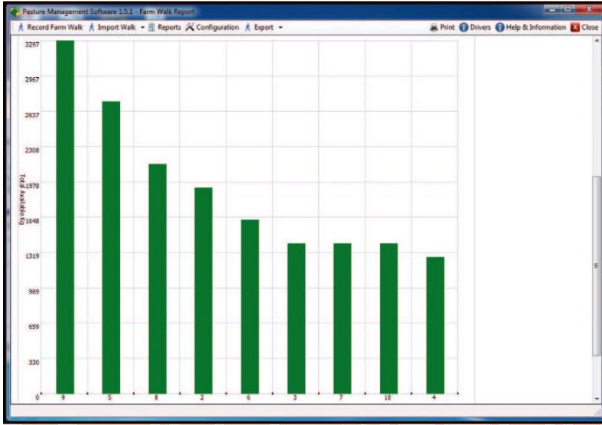 Pasture Management Software 1.5.1 - Farm Walk Report
Record Farm Walk Import Walk Reports Configuration Export Print Drivers Help & Information Close
3297
2967
2637
2308
1978
1648
1319
989
659
330
0
Total Available kg
9 5 8 2 6 3 7 10 4